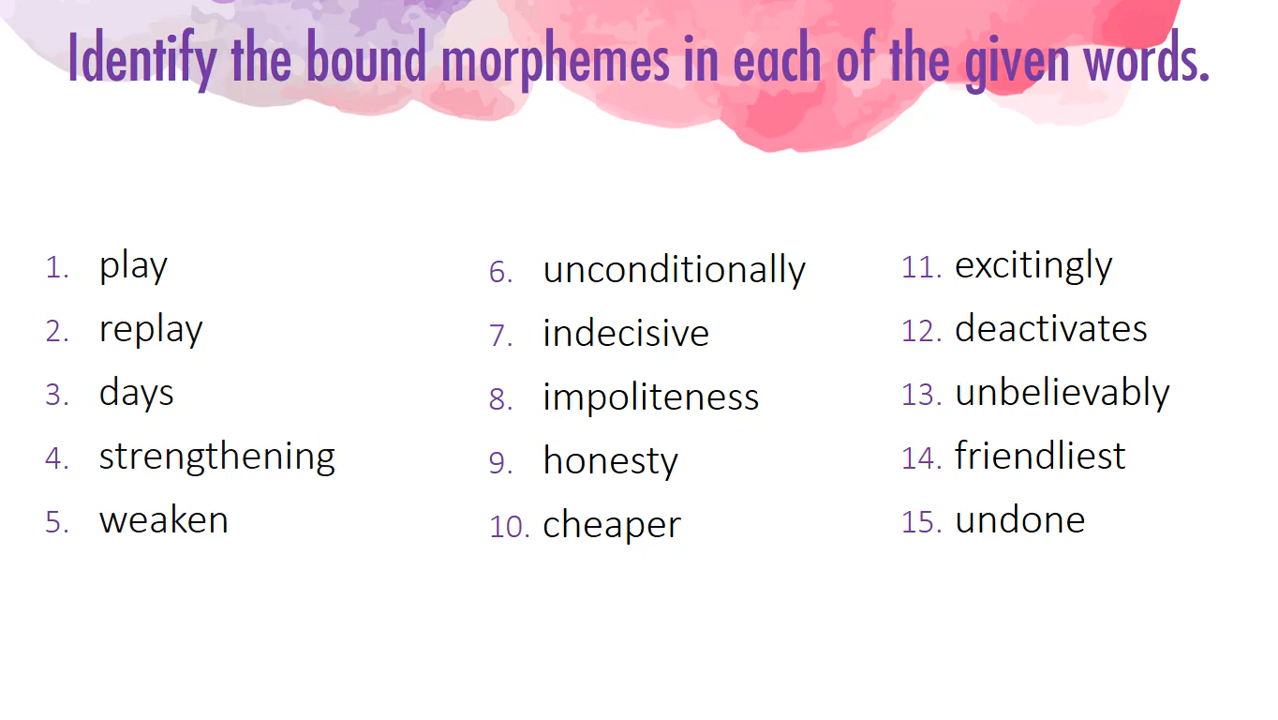 Identify the bound morphemes in each of the given words.
1. play
2. replay
3. days
4. strengthening
5. weaken
6. unconditionally
7. indecisive
8. impoliteness
9. honesty
10. cheaper
11. excitingly
12. deactivates
13. unbelievably
14. friendliest
15. undone